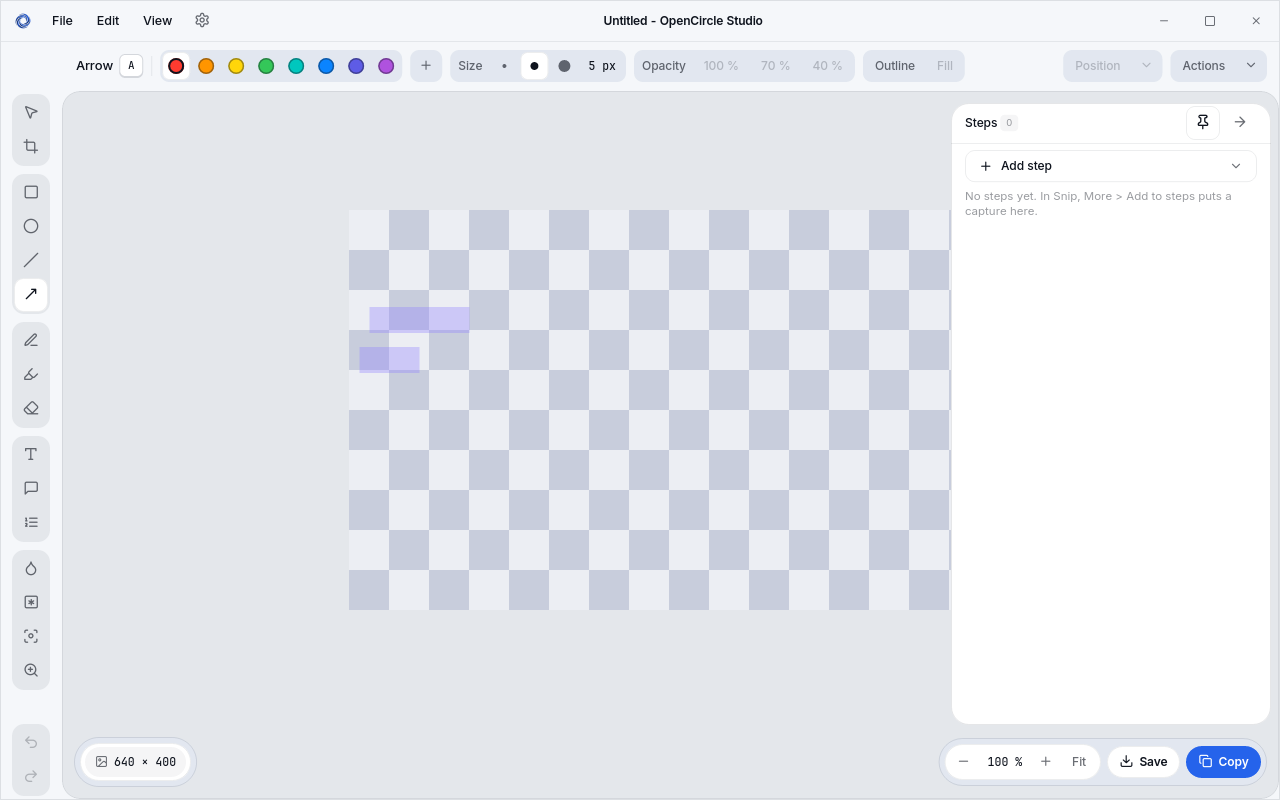 File Edit View
Untitled - OpenCircle Studio
Arrow A
Size 5 px
Opacity 100 % 70 % 40 %
Outline Fill
Position
Actions
Steps 0
Add step
No steps yet. In Snip, More > Add to steps puts a
capture here.
640 × 400
100 %
Fit
Save
Copy